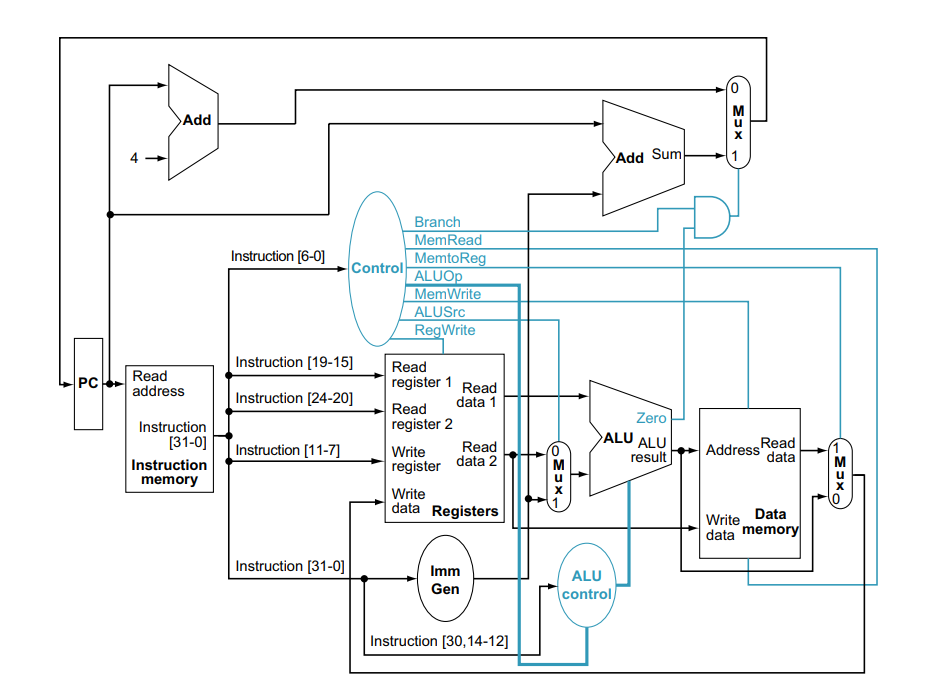 0
M
u
x
1
Add
4
Add Sum
Branch
MemRead
MemtoReg
ALUOp
MemWrite
ALUSrc
RegWrite
Control
Instruction [6-0]
Instruction [19-15]
Instruction [24-20]
Instruction [11-7]
Instruction [31-0]
Instruction [30,14-12]
PC
Read
address
Instruction
[31-0]
Instruction
memory
Read
register 1
Read
register 2
Write
register
Write
data
Read
data 1
Read
data 2
Registers
Imm
Gen
0
M
u
x
1
Zero
ALU
ALU
result
ALU
control
Address
Read
data
Write
data
Data
memory
1
M
u
x
0